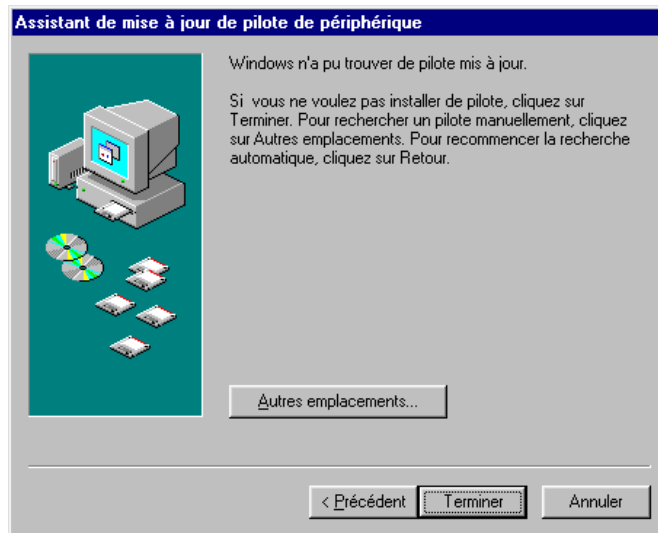 Assistant de mise à jour de pilote de périphérique
Windows n'a pu trouver de pilote mis à jour.
Si vous ne voulez pas installer de pilote, cliquez sur
Terminer. Pour rechercher un pilote manuellement, cliquez
sur Autres emplacements. Pour recommencer la recherche
automatique, cliquez sur Retour.
Autres emplacements...
< Précédent
Terminer
Annuler